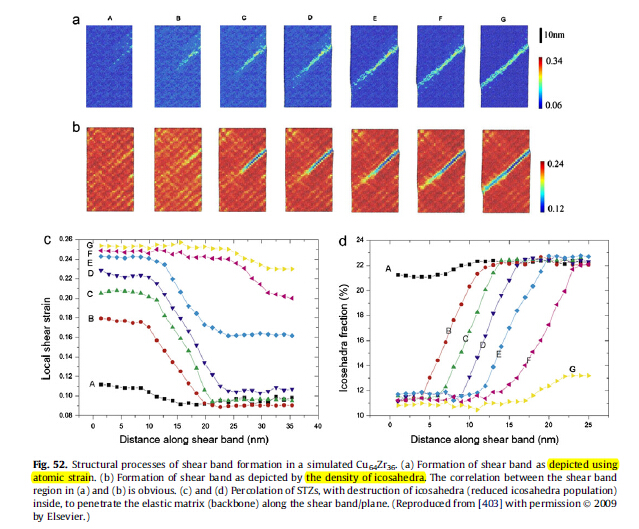 a
A B C D E F G
10nm
0.34
0.06
b
0.24
0.12
c
0.26
0.24
0.22
0.20
0.18
0.16
0.14
0.12
0.10
0.08
Local shear strain
G
F
E
D
C
B
A
0 5 10 15 20 25 30 35 40
Distance along shear band (nm)
d
24
22
20
18
16
14
12
10
Icosehadra fraction (%)
A
B
C
D
E
F
G
0 5 10 15 20 25
Distance along shear band (nm)
Fig. 52. Structural processes of shear band formation in a simulated Cu64Zr36. (a) Formation of shear band as depicted using
atomic strain. (b) Formation of shear band as depicted by the density of icosahedra. The correlation between the shear band
region in (a) and (b) is obvious. (c) and (d) Percolation of STZs, with destruction of icosahedra (reduced icosahedra population)
inside, to penetrate the elastic matrix (backbone) along the shear band/plane. (Reproduced from [403] with permission © 2009
by Elsevier.)